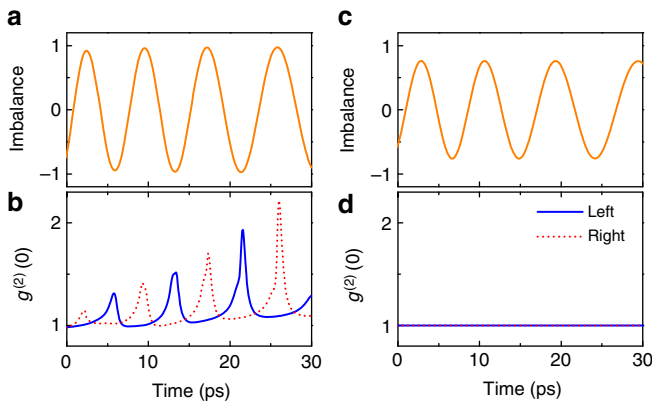 a
c
1
0
−1
Imbalance
1
0
−1
Imbalance
b
d
2
1
g(2) (0)
2
1
g(2) (0)
Left
Right
0 10 20 30
0 10 20 30
Time (ps)
Time (ps)